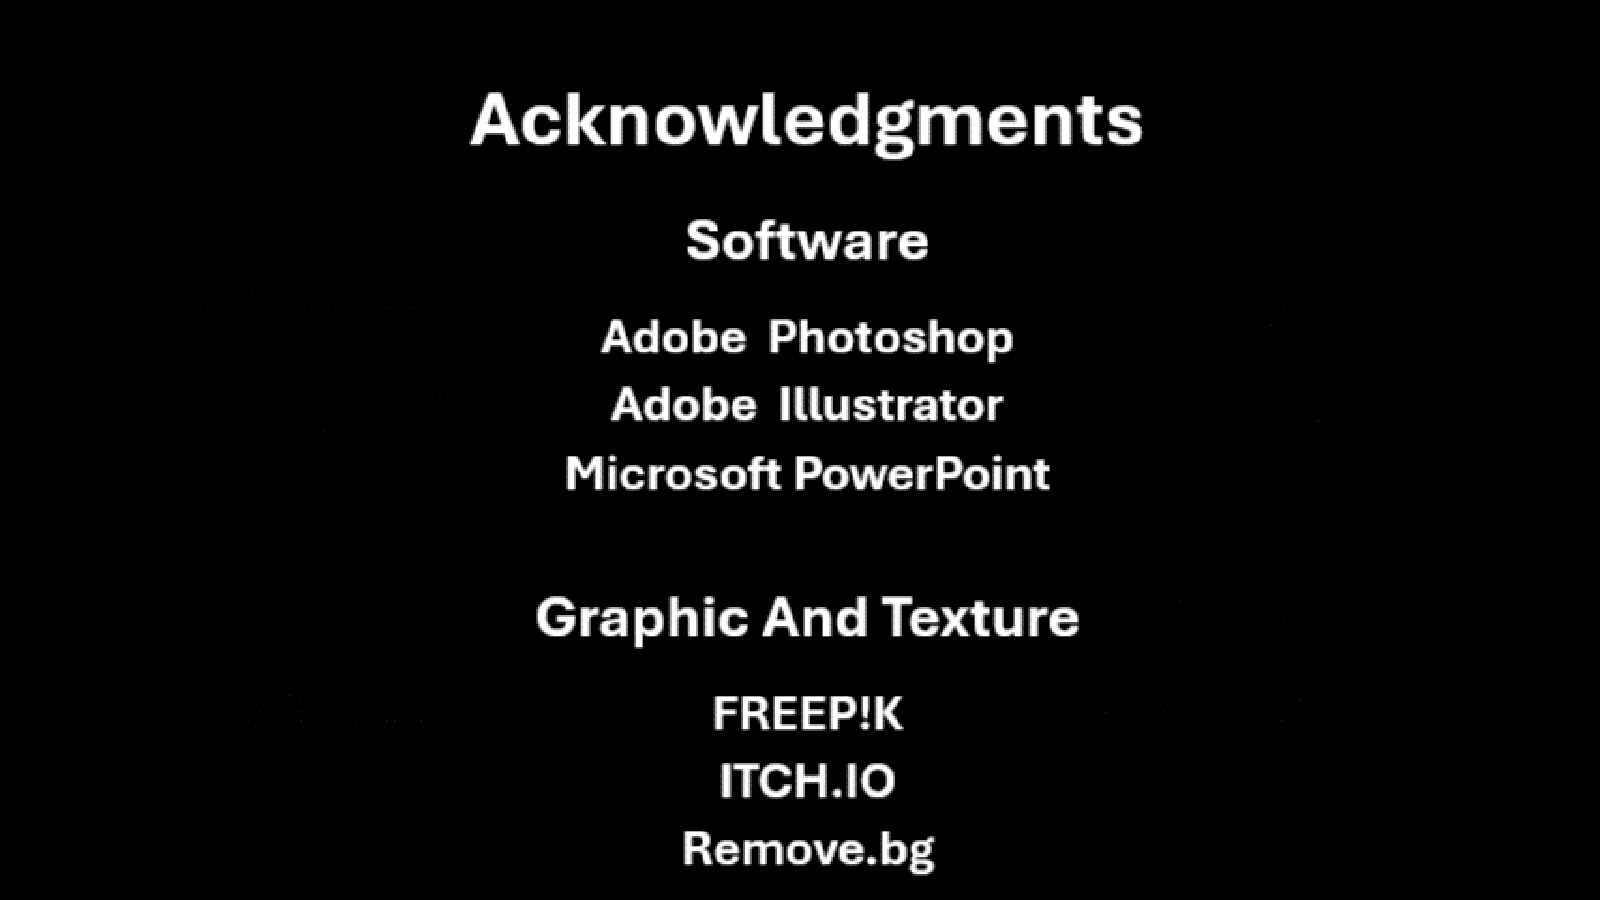 Acknowledgments
Software
Adobe Photoshop
Adobe Illustrator
Microsoft PowerPoint
Graphic And Texture
FREEP!K
ITCH.IO
Remove.bg